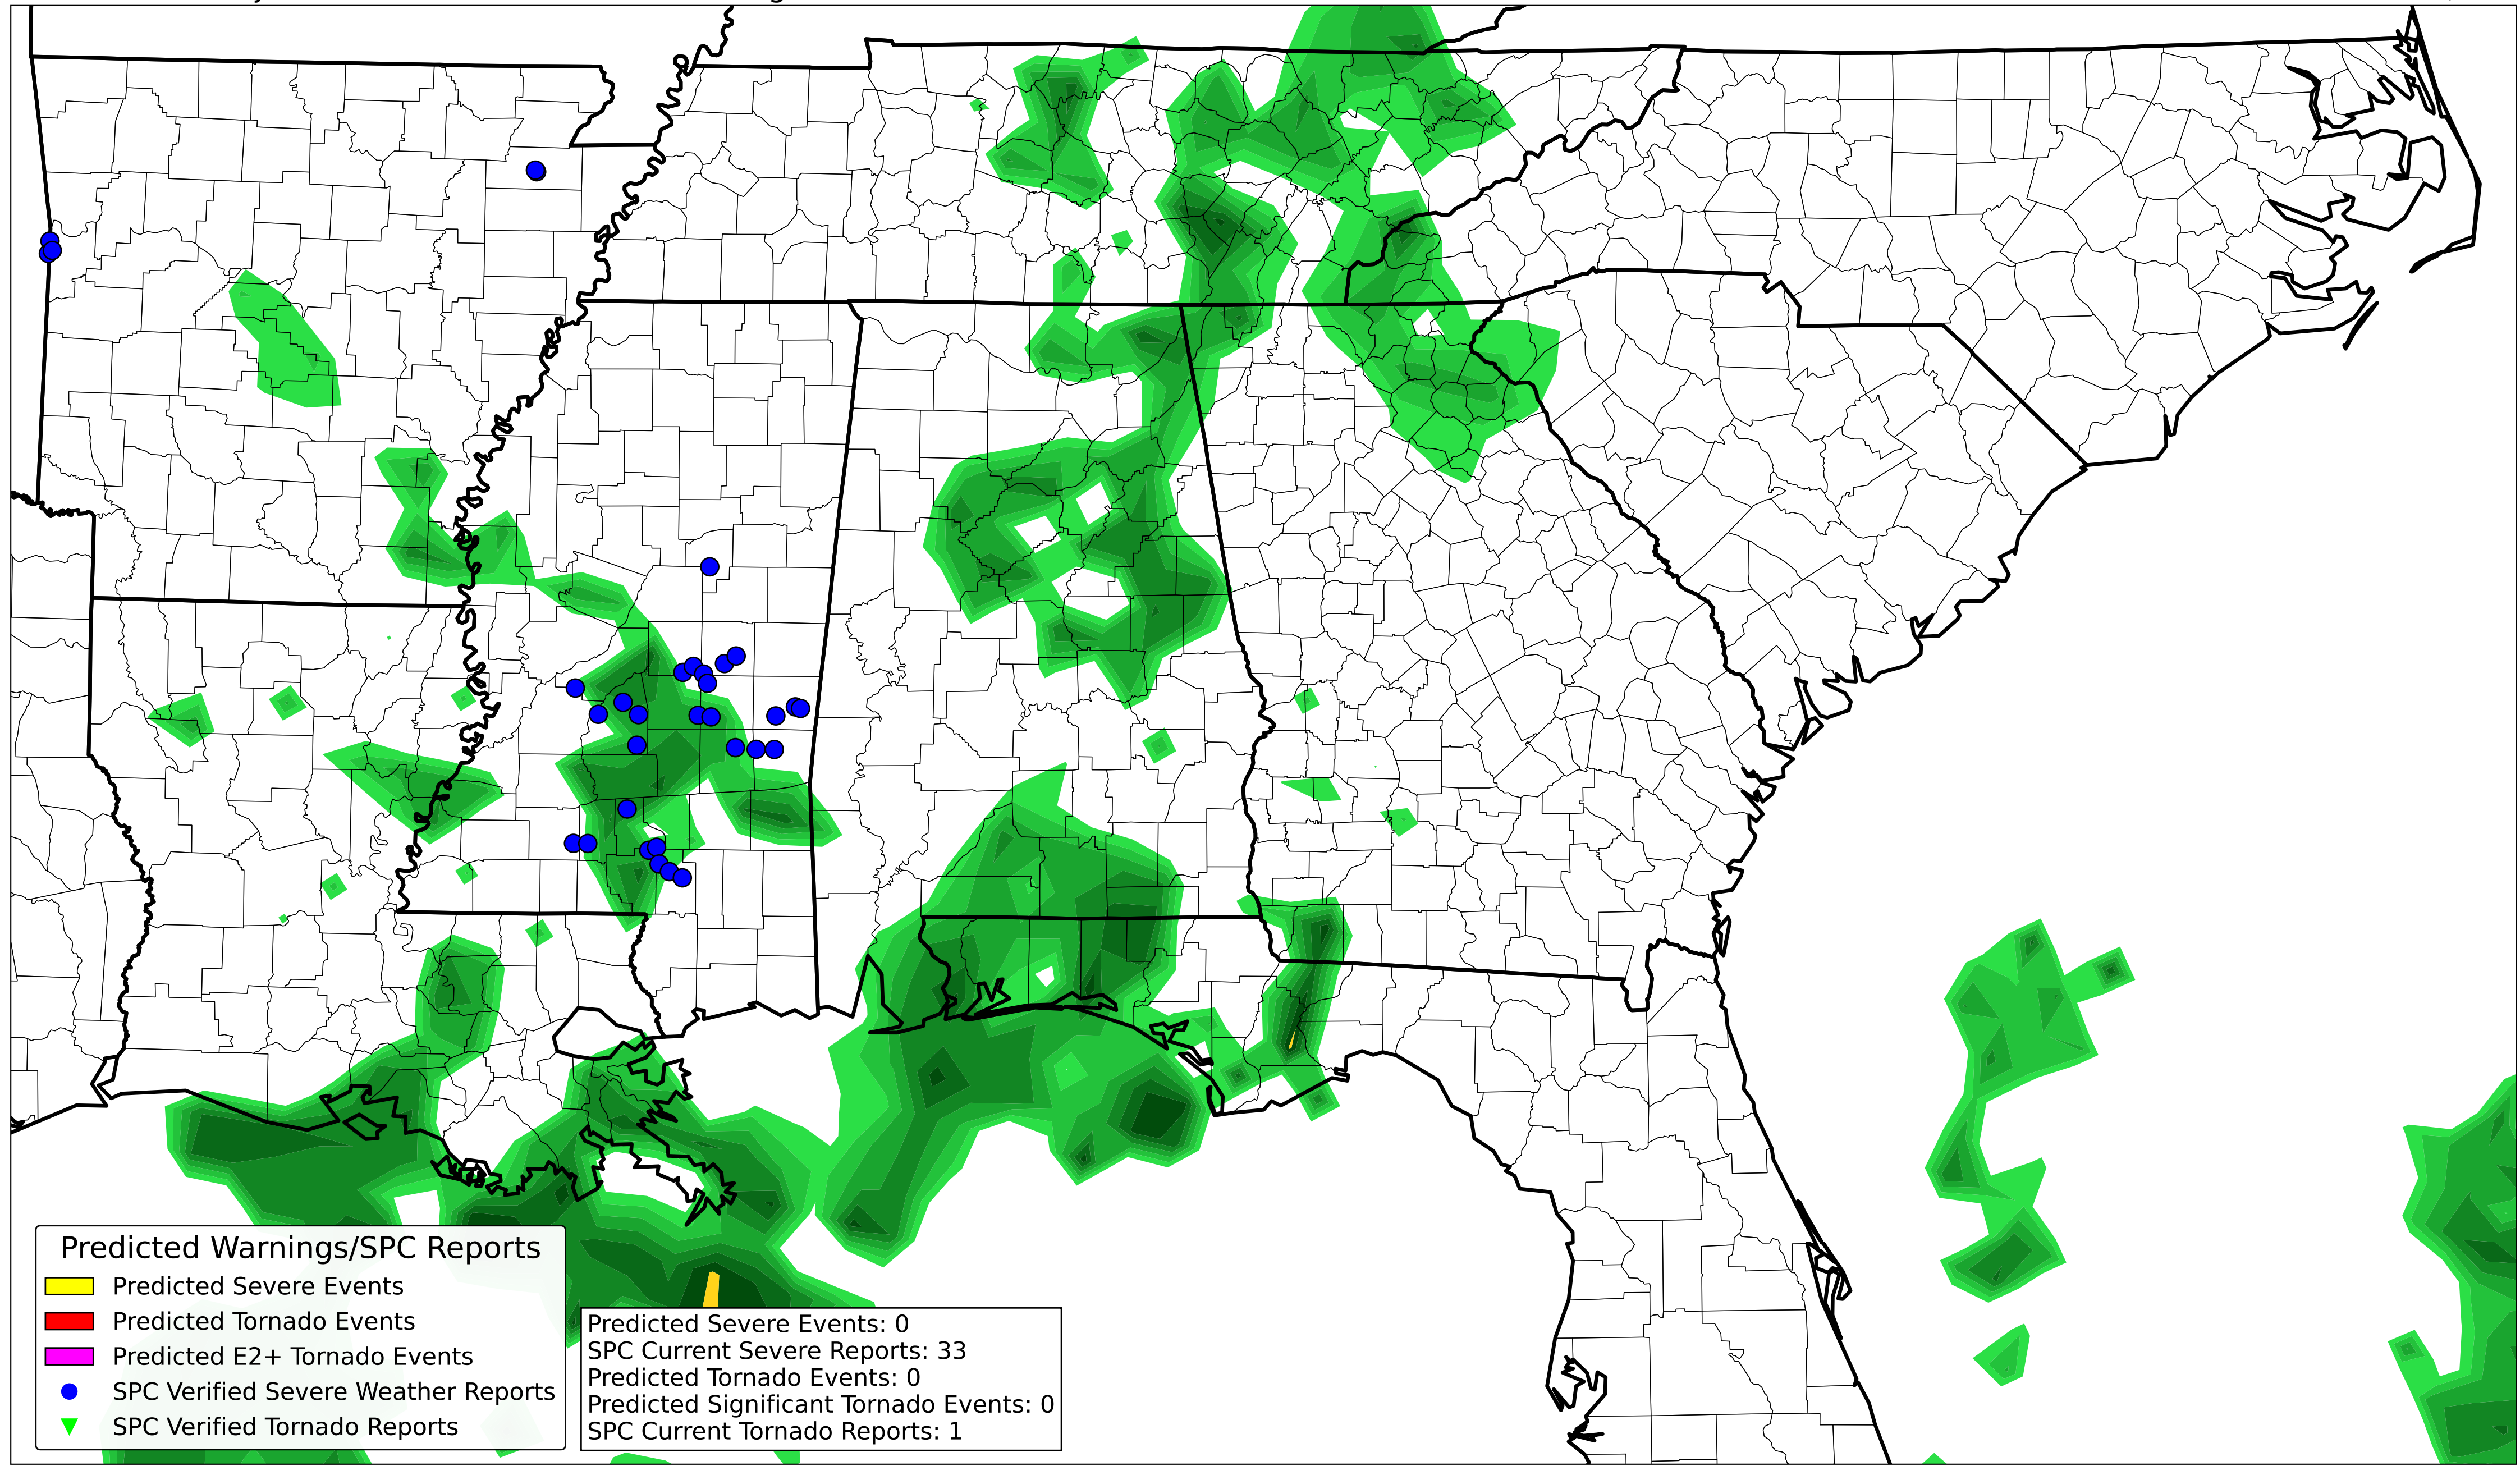 Predicted Warnings/SPC Reports
Predicted Severe Events
Predicted Tornado Events
Predicted E2+ Tornado Events
SPC Verified Severe Weather Reports
SPC Verified Tornado Reports
Predicted Severe Events: 0
SPC Current Severe Reports: 33
Predicted Tornado Events: 0
Predicted Significant Tornado Events: 0
SPC Current Tornado Reports: 1